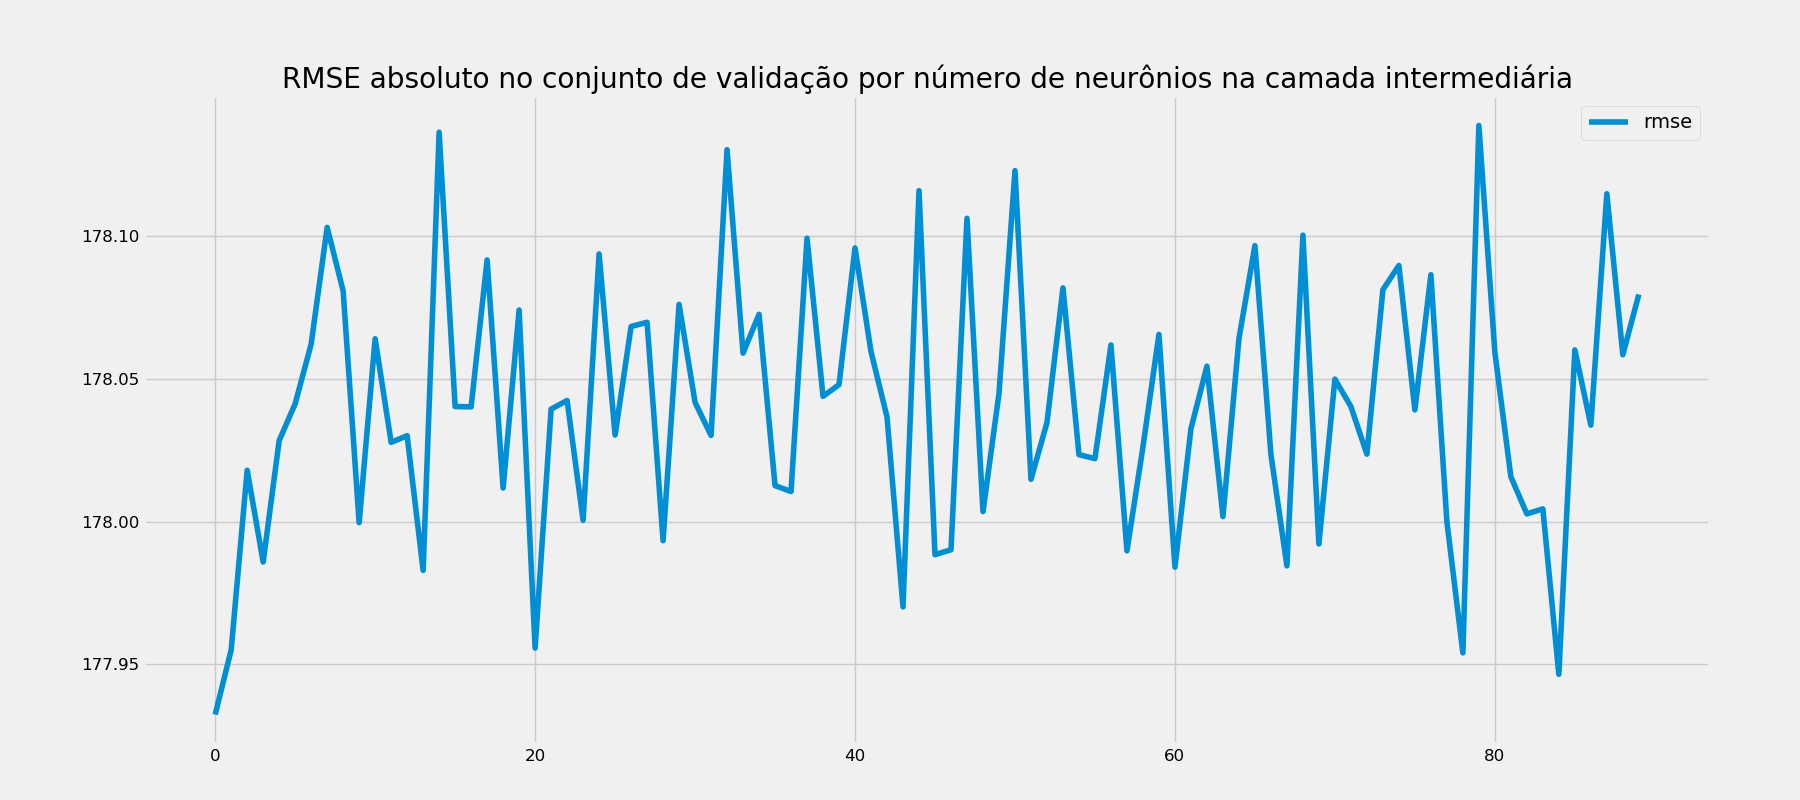 RMSE absoluto no conjunto de validação por número de neurônios na camada intermediária
rmse
178.10
178.05
178.00
177.95
0 20 40 60 80